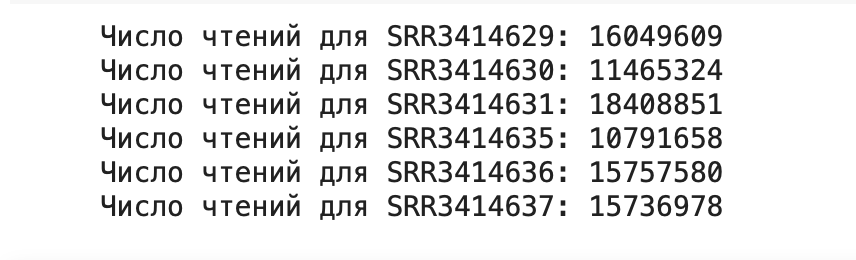 Число чтений для SRR3414629: 16049609
Число чтений для SRR3414630: 11465324
Число чтений для SRR3414631: 18408851
Число чтений для SRR3414635: 10791658
Число чтений для SRR3414636: 15757580
Число чтений для SRR3414637: 15736978